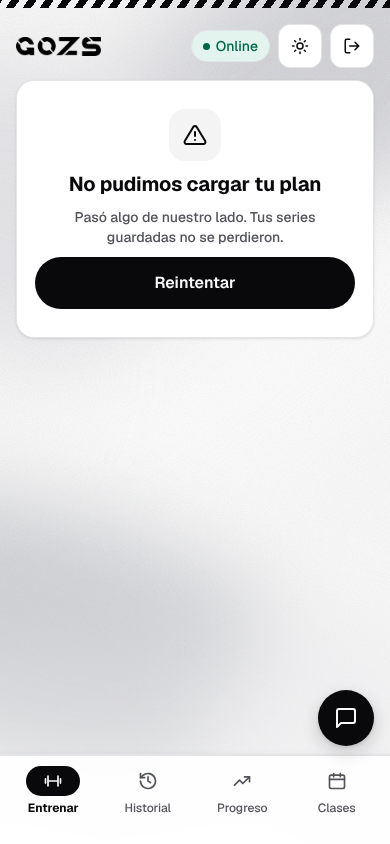 GOZS
Online
No pudimos cargar tu plan
Pasó algo de nuestro lado. Tus series
guardadas no se perdieron.
Reintentar
Entrenar
Historial
Progreso
Clases